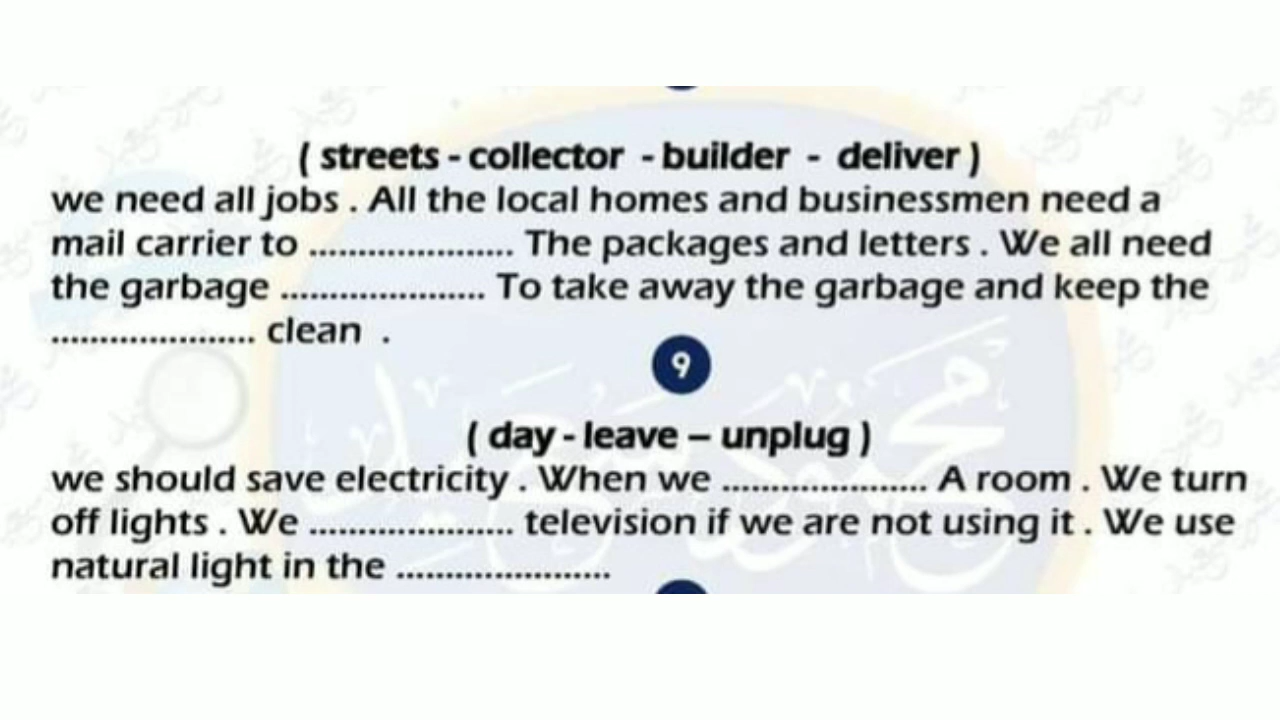 ( streets - collector - builder - deliver )
we need all jobs . All the local homes and businessmen need a
mail carrier to ..................... The packages and letters . We all need
the garbage ..................... To take away the garbage and keep the
..................... clean .
9
( day - leave – unplug )
we should save electricity . When we ..................... A room . We turn
off lights . We ..................... television if we are not using it . We use
natural light in the ......................